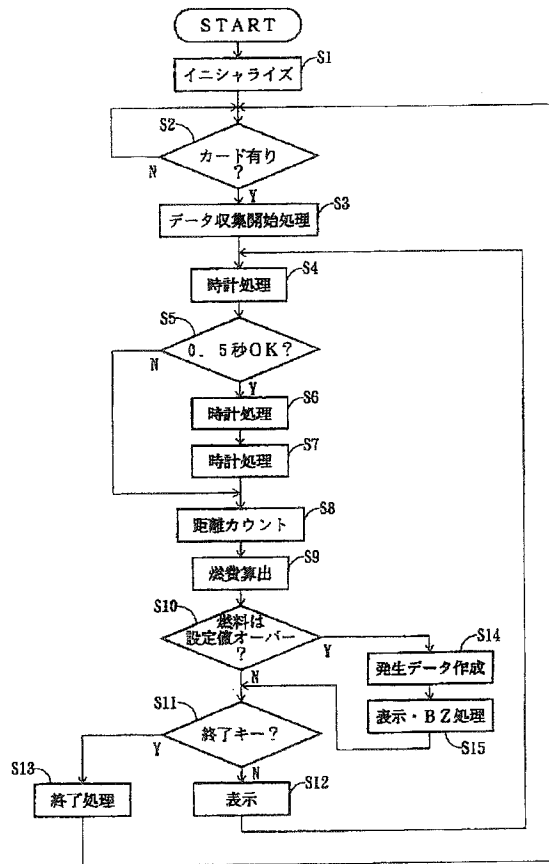 START
S1
イニシャライズ
S2
カード有り
?
N
Y
S3
データ収集開始処理
S4
時計処理
S5
0.5秒OK?
N
Y
S6
時計処理
S7
時計処理
S8
距離カウント
S9
燃費算出
S10
燃料は
設定値オーバー
?
Y
N
S14
発生データ作成
表示・BZ処理
S15
S11
終了キー?
Y
N
S13
終了処理
S12
表示